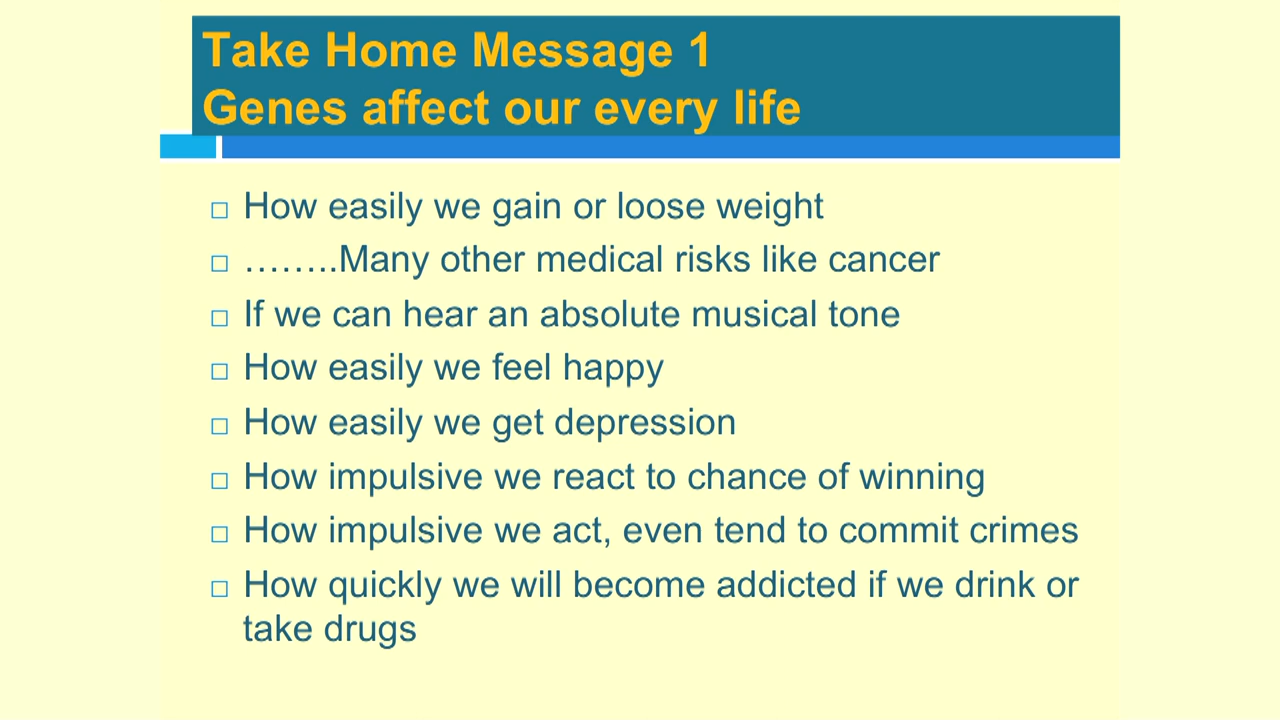 Take Home Message 1
Genes affect our every life
How easily we gain or loose weight
……..Many other medical risks like cancer
If we can hear an absolute musical tone
How easily we feel happy
How easily we get depression
How impulsive we react to chance of winning
How impulsive we act, even tend to commit crimes
How quickly we will become addicted if we drink or
take drugs